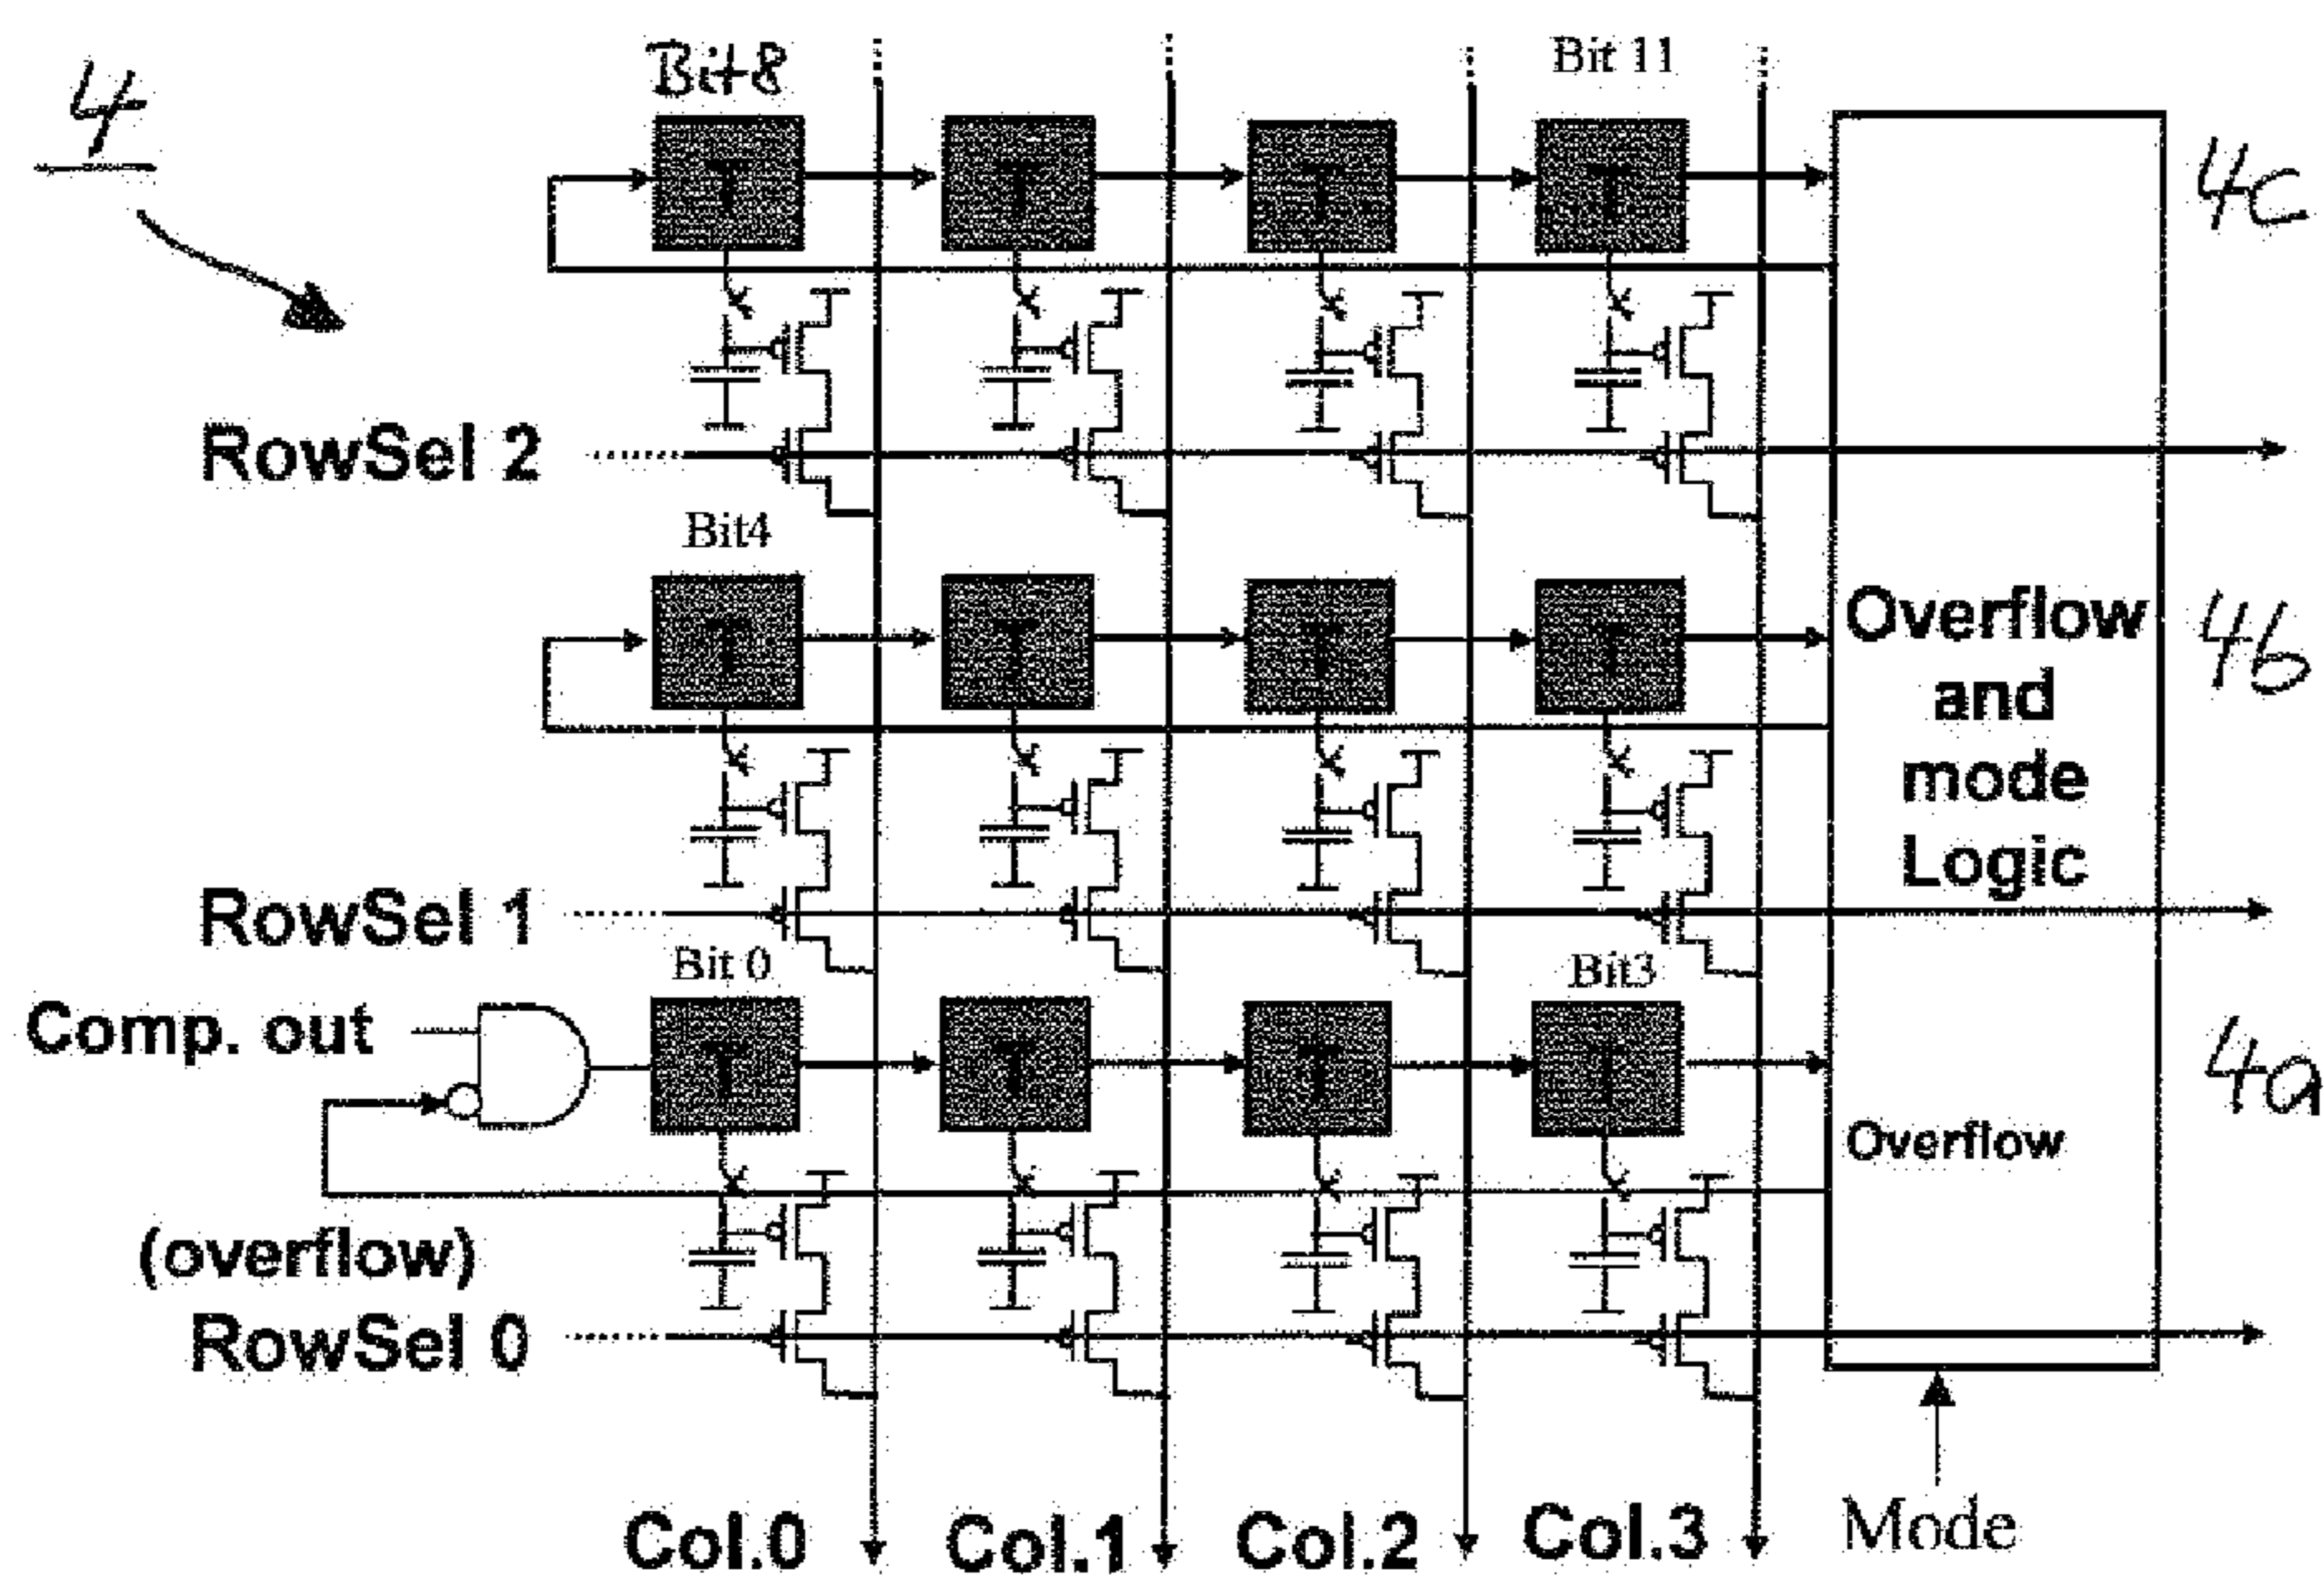 4
Bit8
Bit 11
T T T T
4c
RowSel 2
Bit4
T T T T
Overflow
and
mode
Logic
4b
RowSel 1
Bit 0
Bit3
Comp. out
T T T T
4a
Overflow
(overflow)
RowSel 0
Col.0 Col.1 Col.2 Col.3
Mode